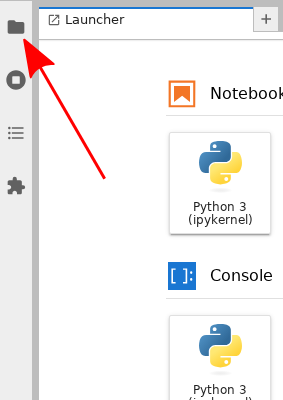 Launcher
Notebook
Python 3
(ipykernel)
[ ]:
Console
Python 3